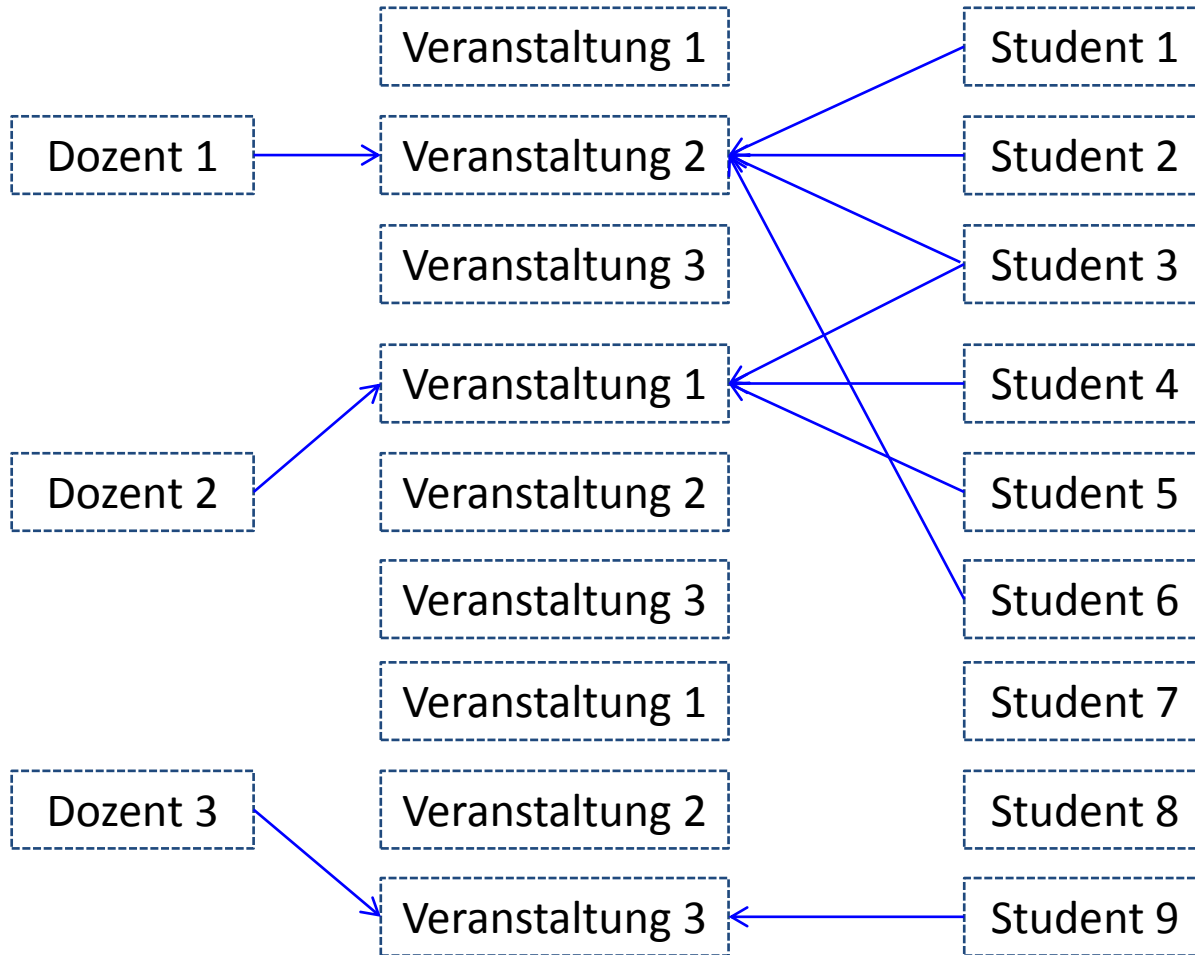 Veranstaltung 1
Student 1
Dozent 1
Veranstaltung 2
Student 2
Veranstaltung 3
Student 3
Veranstaltung 1
Student 4
Dozent 2
Veranstaltung 2
Student 5
Veranstaltung 3
Student 6
Veranstaltung 1
Student 7
Dozent 3
Veranstaltung 2
Student 8
Veranstaltung 3
Student 9